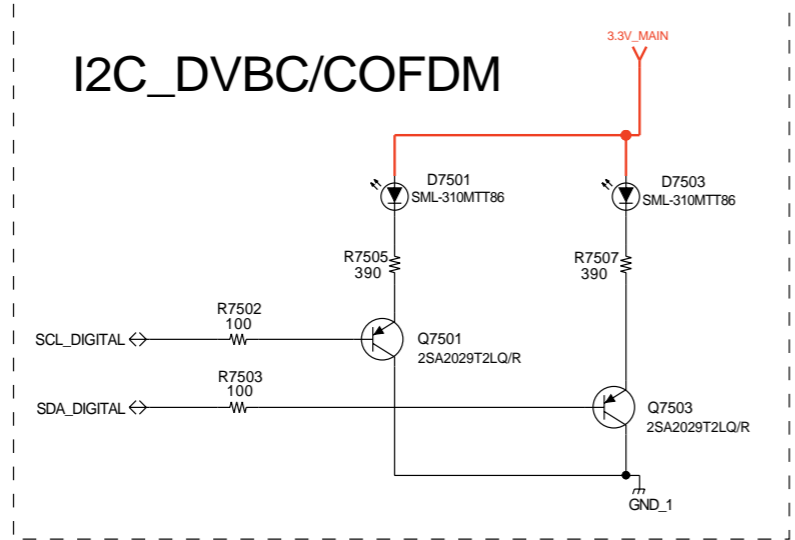 3.3V_MAIN
I2C_DVBC/COFDM
D7501
SML-310MTT86
D7503
SML-310MTT86
R7505
390
R7507
390
R7502
100
SCL_DIGITAL
Q7501
2SA2029T2LQ/R
R7503
100
SDA_DIGITAL
Q7503
2SA2029T2LQ/R
GND_1